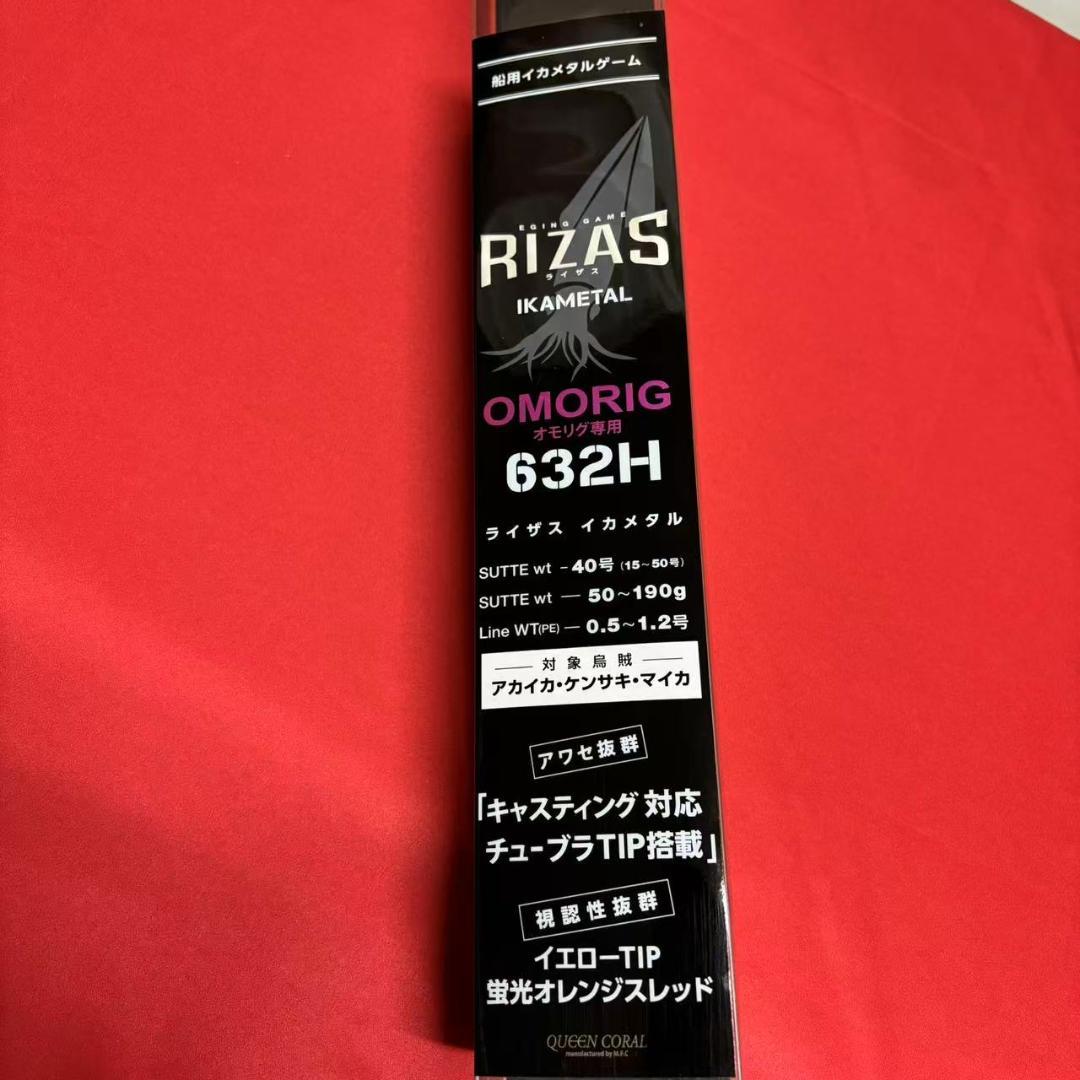 船用イカメタルゲーム
EGING GAME
RIZAS
ライザス
IKAMETAL
OMORIG
オモリグ専用
632H
ライザス イカメタル
SUTTE wt - 40号 (15~50号)
SUTTE wt — 50~190g
Line WT(PE) — 0.5~1.2号
対象烏賊
アカイカ・ケンサキ・マイカ
アワセ抜群
「キャスティング 対応
チューブラTIP搭載」
視認性抜群
イエローTIP
蛍光オレンジスレッド
QUEEN CORAL
manufactured by M.F.C